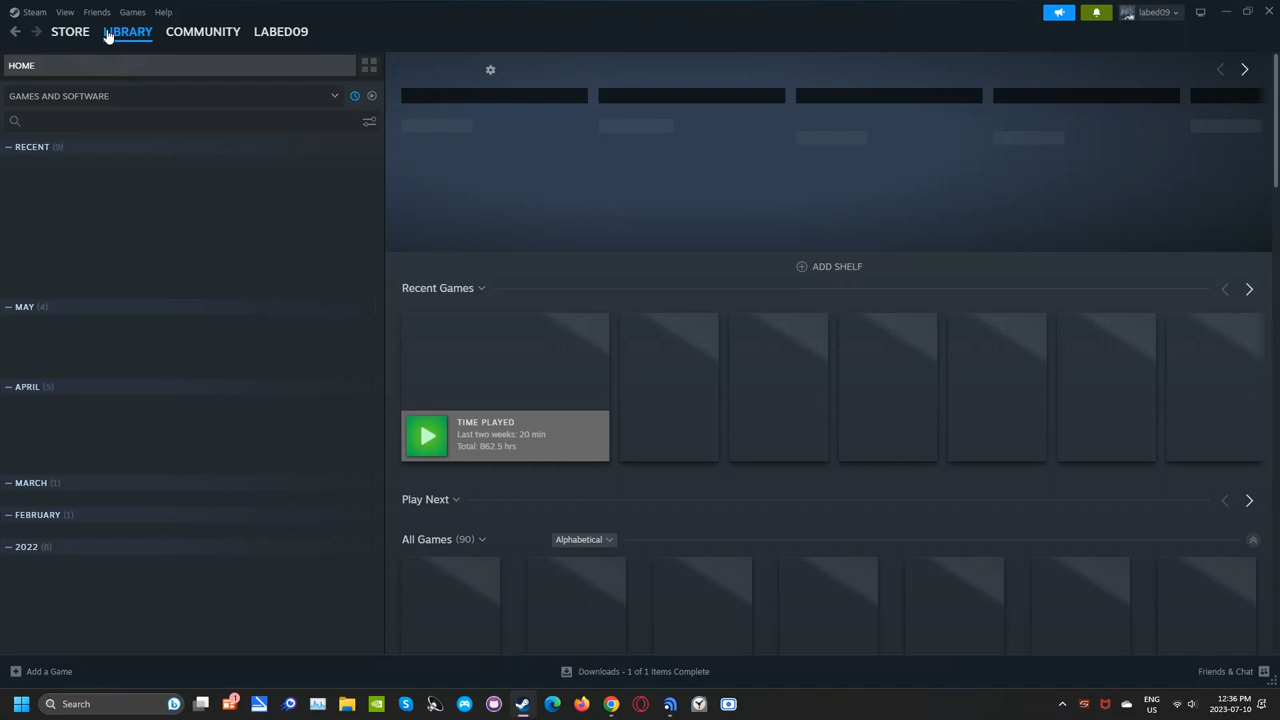 Steam View Friends Games Help
labed09
STORE LIBRARY COMMUNITY LABED09
HOME
GAMES AND SOFTWARE
RECENT (9)
ADD SHELF
Recent Games
MAY (4)
APRIL (5)
TIME PLAYED
Last two weeks: 20 min
Total: 862.5 hrs
MARCH (1)
Play Next
FEBRUARY (1)
All Games (90) Alphabetical
2022 (8)
Add a Game
Downloads - 1 of 1 Items Complete
Friends & Chat
Search
1
ENG
US
12:36 PM
2023-07-10